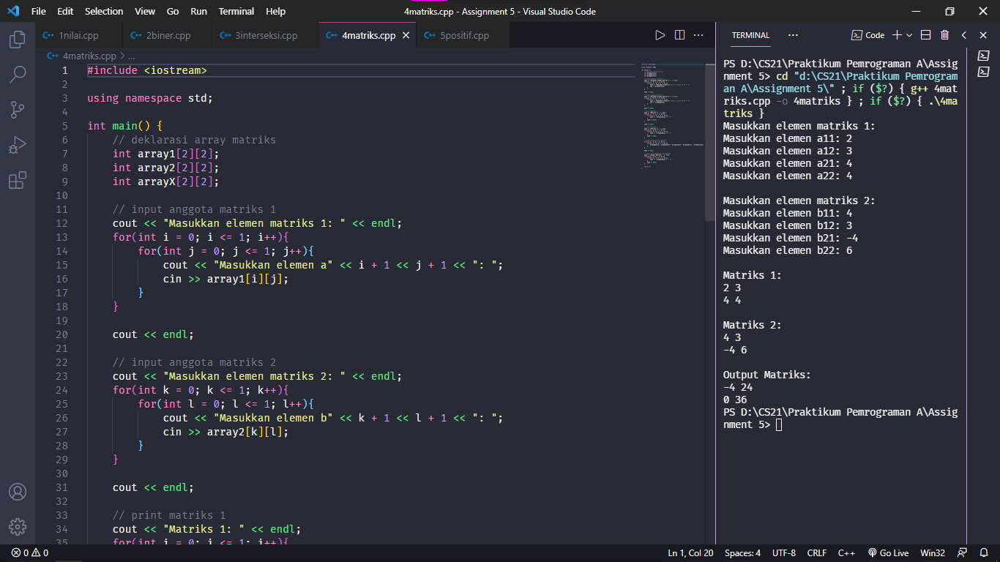 File Edit Selection View Go Run Terminal Help
4matriks.cpp - Assignment 5 - Visual Studio Code
1nilai.cpp
2biner.cpp
3interseksi.cpp
4matriks.cpp
5positif.cpp
4matriks.cpp > ...
1 #include <iostream>
2
3 using namespace std;
4
5 int main() {
6 // deklarasi array matriks
7 int array1[2][2];
8 int array2[2][2];
9 int arrayX[2][2];
10
11 // input anggota matriks 1
12 cout << "Masukkan elemen matriks 1: " << endl;
13 for(int i = 0; i <= 1; i++){
14 for(int j = 0; j <= 1; j++){
15 cout << "Masukkan elemen a" << i + 1 << j + 1 << ": ";
16 cin >> array1[i][j];
17 }
18 }
19
20 cout << endl;
21
22 // input anggota matriks 2
23 cout << "Masukkan elemen matriks 2: " << endl;
24 for(int k = 0; k <= 1; k++){
25 for(int l = 0; l <= 1; l++){
26 cout << "Masukkan elemen b" << k + 1 << l + 1 << ": ";
27 cin >> array2[k][l];
28 }
29 }
30
31 cout << endl;
32
33 // print matriks 1
34 cout << "Matriks 1: " << endl;
35 for(int i = 0; i <= 1; i++){
TERMINAL
Code
PS D:\CS21\Praktikum Pemrograman A\Assig
nment 5> cd "d:\CS21\Praktikum Pemrogram
an A\Assignment 5\" ; if ($?) { g++ 4mat
riks.cpp -o 4matriks } ; if ($?) { .\4ma
triks }
Masukkan elemen matriks 1:
Masukkan elemen a11: 2
Masukkan elemen a12: 3
Masukkan elemen a21: 4
Masukkan elemen a22: 4

Masukkan elemen matriks 2:
Masukkan elemen b11: 4
Masukkan elemen b12: 3
Masukkan elemen b21: -4
Masukkan elemen b22: 6

Matriks 1:
2 3
4 4

Matriks 2:
4 3
-4 6

Output Matriks:
-4 24
0 36
PS D:\CS21\Praktikum Pemrograman A\Assig
nment 5>
0 0
Ln 1, Col 20 Spaces: 4 UTF-8 CRLF C++ Go Live Win32